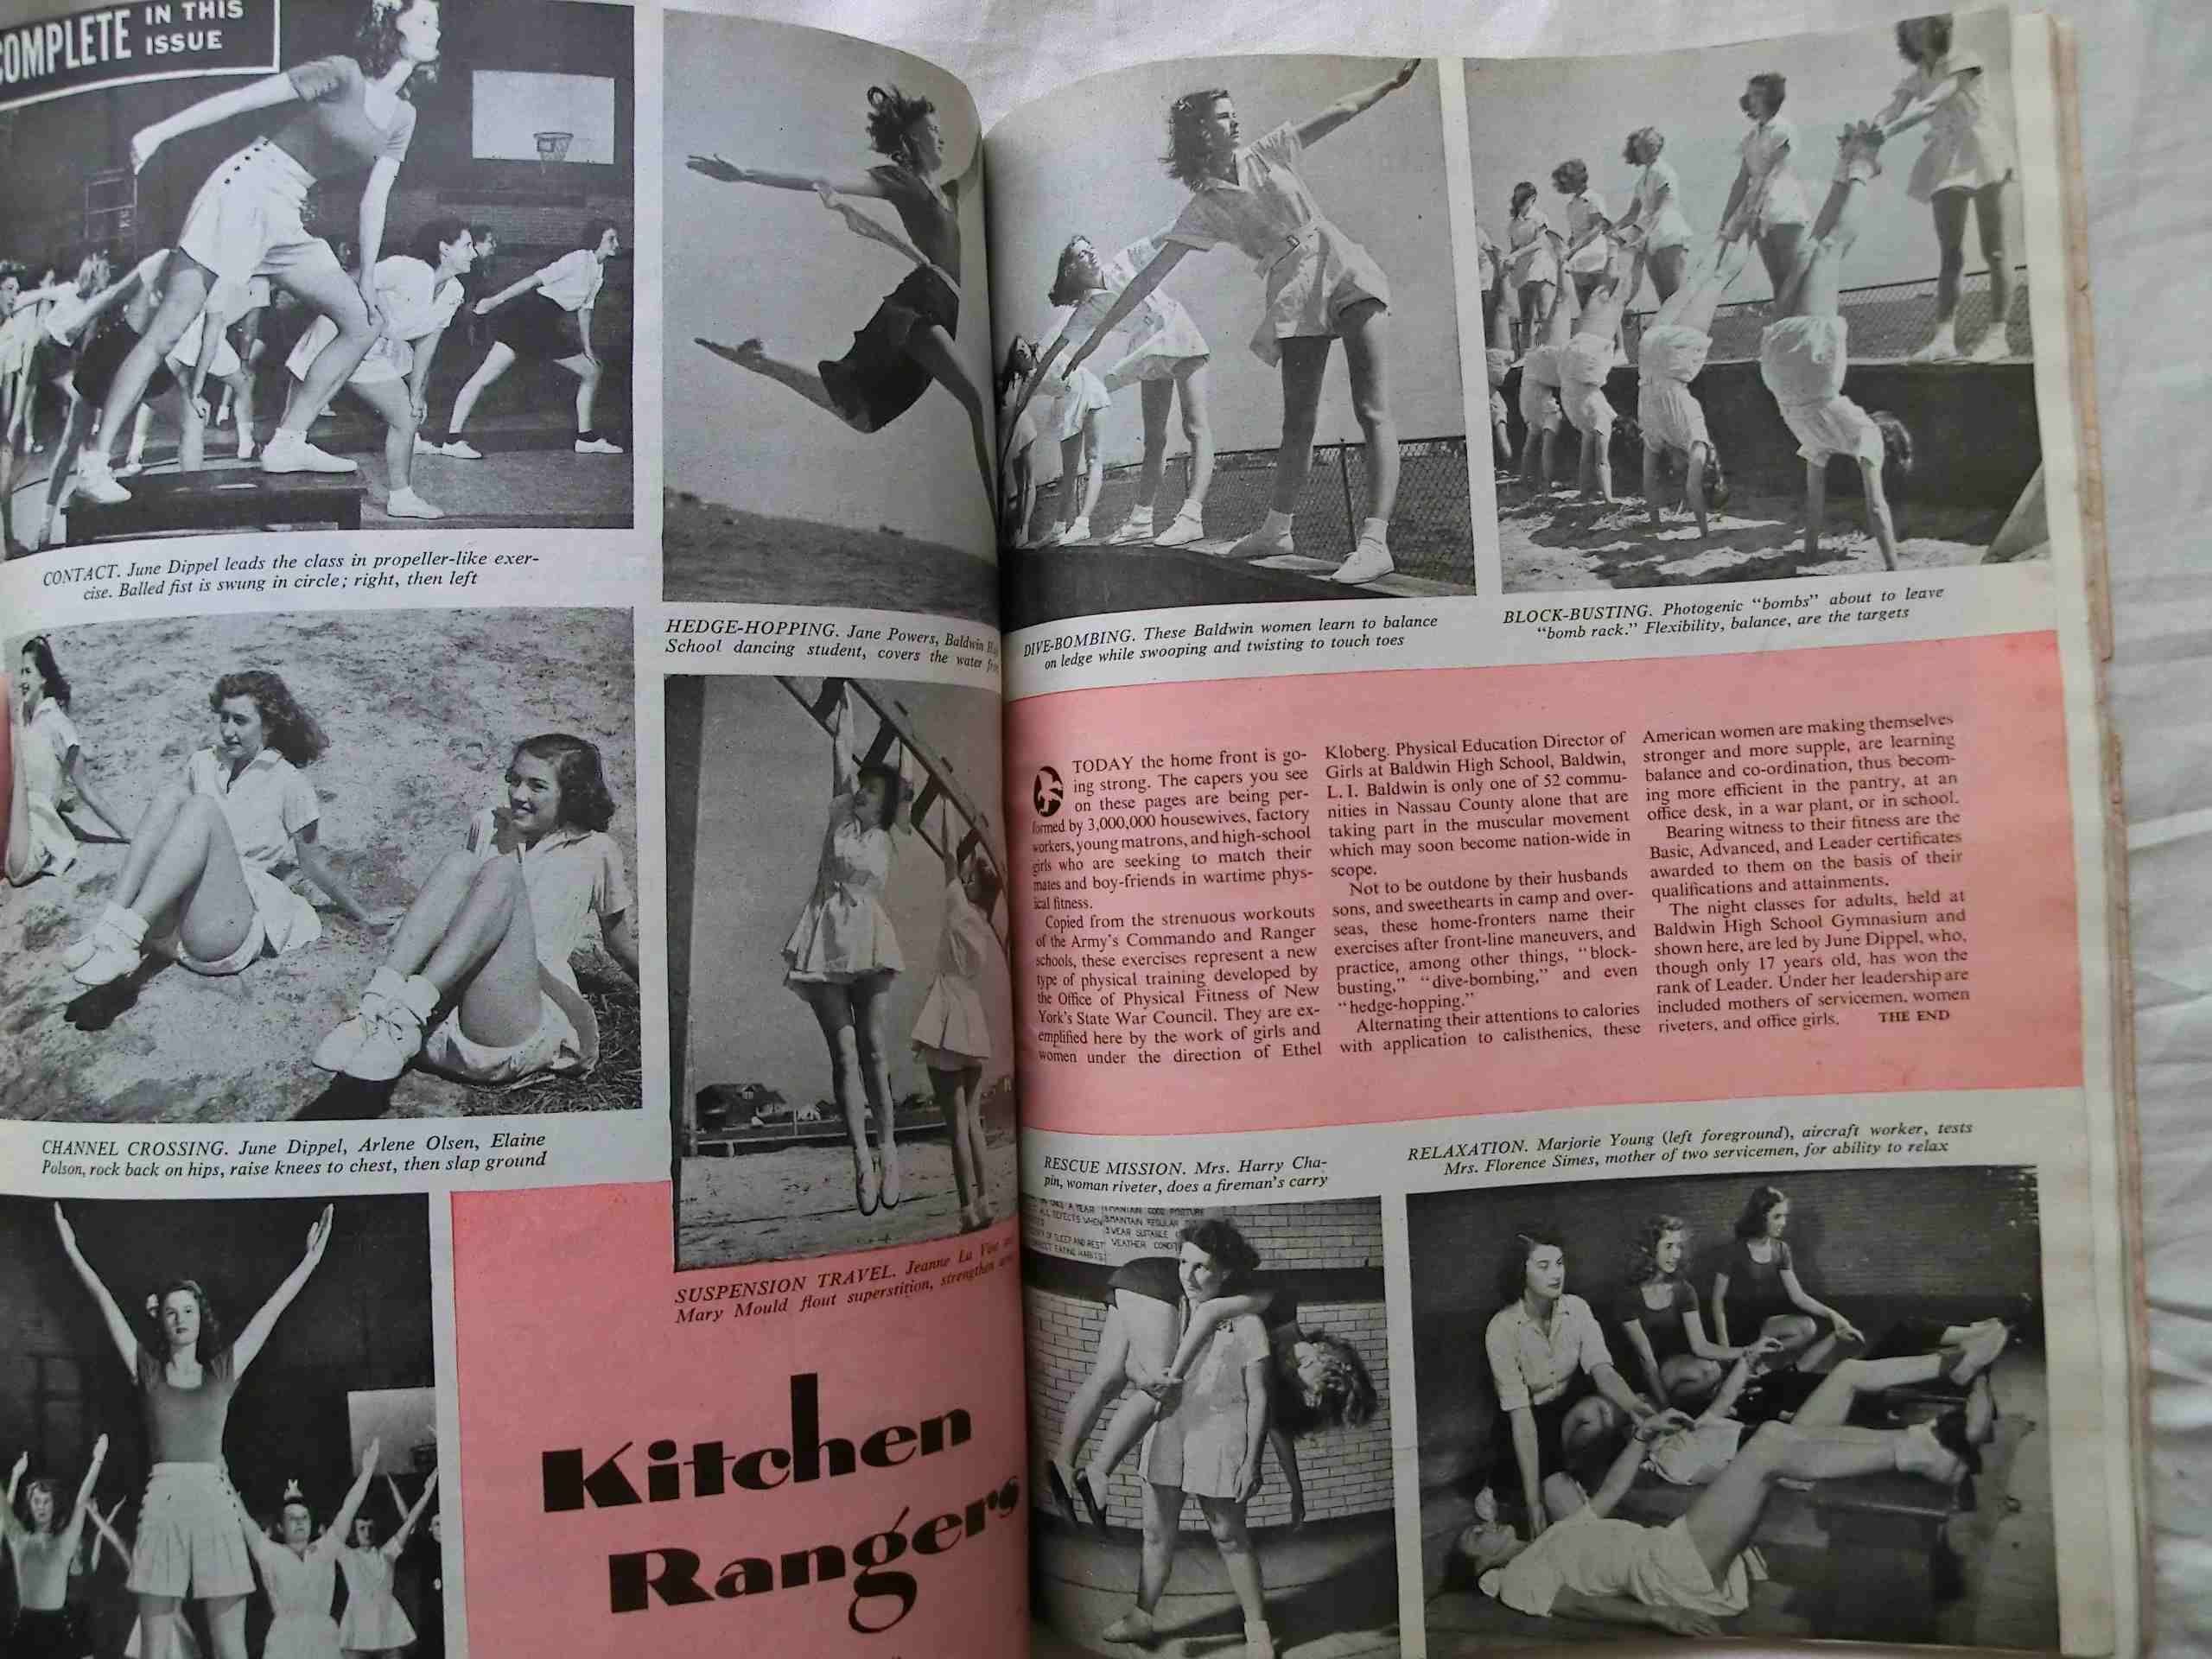 COMPLETE IN THIS
ISSUE
CONTACT. June Dippel leads the class in propeller-like exer-
cise. Balled fist is swung in circle; right, then left
HEDGE-HOPPING. Jane Powers, Baldwin
School dancing student, covers the water
CHANNEL CROSSING. June Dippel, Arlene Olsen, Elaine
Polson, rock back on hips, raise knees to chest, then slap ground
SUSPENSION TRAVEL. Jeanne La
Mary Mould flout superstition, strengthen
Kitchen
Rangers
DIVE-BOMBING. These Baldwin women learn to balance
on ledge while swooping and twisting to touch toes
BLOCK-BUSTING. Photogenic "bombs" about to leave
"bomb rack." Flexibility, balance, are the targets
TODAY the home front is go-
ing strong. The capers you see
on these pages are being per-
formed by 3,000,000 housewives, factory
workers, young matrons, and high-school
girls who are seeking to match their
mates and boy-friends in wartime phys-
ical fitness.
Copied from the strenuous workouts
of the Army's Commando and Ranger
schools, these exercises represent a new
type of physical training developed by
the Office of Physical Fitness of New
York's State War Council. They are ex-
emplified here by the work of girls and
women under the direction of Ethel
Kloberg. Physical Education Director of
Girls at Baldwin High School, Baldwin,
L. I. Baldwin is only one of 52 commu-
nities in Nassau County alone that are
taking part in the muscular movement
which may soon become nation-wide in
scope.
Not to be outdone by their husbands
sons, and sweethearts in camp and over-
seas, these home-fronters name their
exercises after front-line maneuvers, and
practice, among other things, "block-
busting," "dive-bombing," and even
"hedge-hopping."
Alternating their attentions to calories
with application to calisthenics, these
American women are making themselves
stronger and more supple, are learning
balance and co-ordination, thus becom-
ing more efficient in the pantry, at an
office desk, in a war plant, or in school.
Bearing witness to their fitness are the
Basic, Advanced, and Leader certificates
awarded to them on the basis of their
qualifications and attainments.
The night classes for adults, held at
Baldwin High School Gymnasium and
shown here, are led by June Dippel, who,
though only 17 years old, has won the
rank of Leader. Under her leadership are
included mothers of servicemen, women
riveters, and office girls. THE END
RESCUE MISSION. Mrs. Harry Cha-
pin, woman riveter, does a fireman's carry
RELAXATION. Marjorie Young (left foreground), aircraft worker, tests
Mrs. Florence Simes, mother of two servicemen, for ability to relax
A YEAR MAINTAIN GOOD POSTURE
ALL DEFECTS WHEN MAINTAIN REGULAR
WEAR SUITABLE
OF SLEEP AND REST WEATHER
EATING HABITS